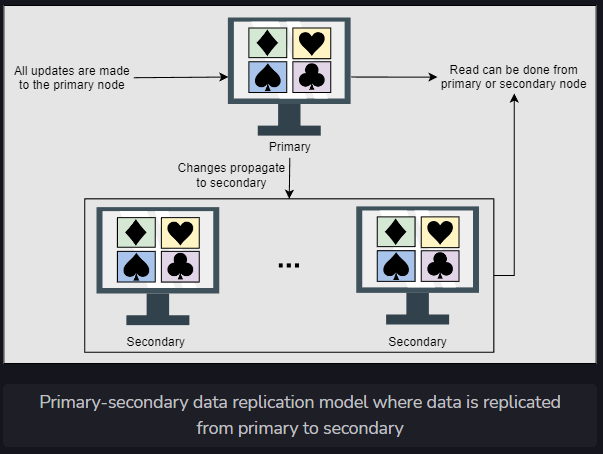 All updates are made
to the primary node
Read can be done from
primary or secondary node
Primary
Changes propagate
to secondary
...
Secondary
Secondary
Primary-secondary data replication model where data is replicated
from primary to secondary